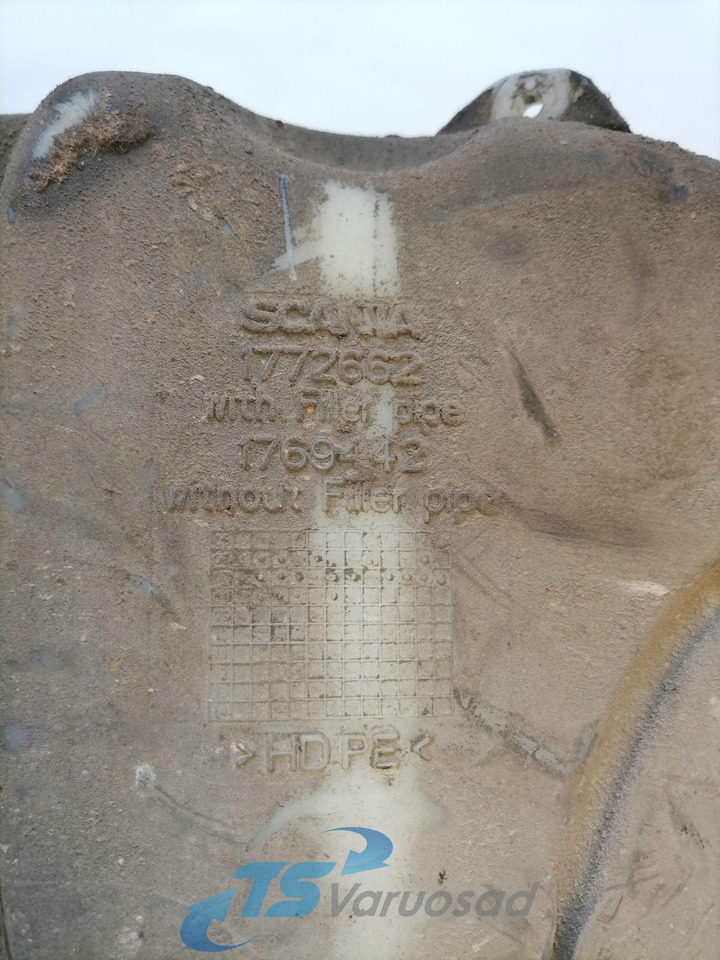 SCANIA
1772662
with. Filler pipe
1769442
without Filler pipe
>HDPE<
TS Varuosad